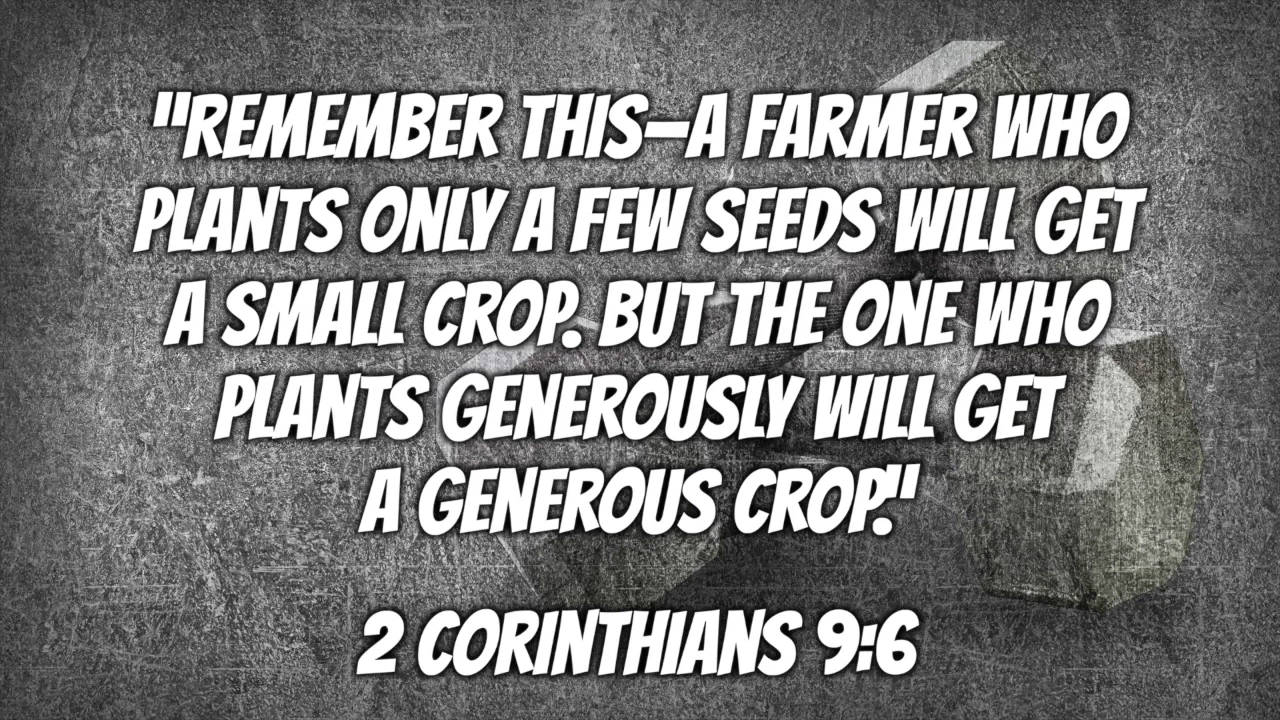 "REMEMBER THIS—A FARMER WHO
PLANTS ONLY A FEW SEEDS WILL GET
A SMALL CROP. BUT THE ONE WHO
PLANTS GENEROUSLY WILL GET
A GENEROUS CROP."
2 CORINTHIANS 9:6